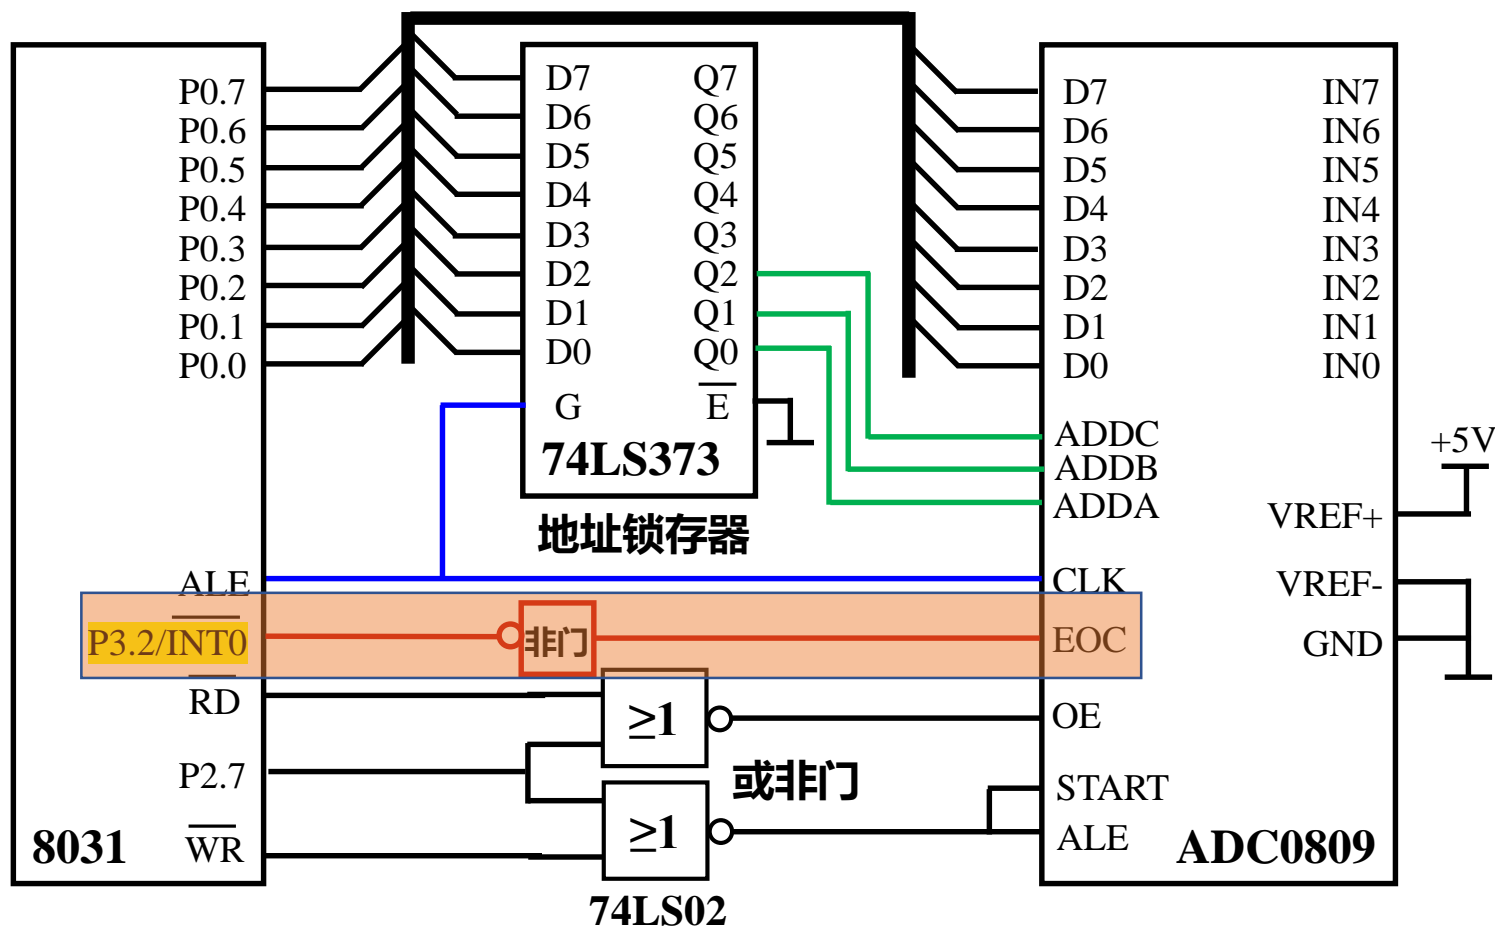 P0.7
P0.6
P0.5
P0.4
P0.3
P0.2
P0.1
P0.0
ALE
P3.2/INT0
RD
P2.7
WR
8031
D7
D6
D5
D4
D3
D2
D1
D0
G
Q7
Q6
Q5
Q4
Q3
Q2
Q1
Q0
E
74LS373
地址锁存器
非门
≥1
≥1
或非门
74LS02
D7
D6
D5
D4
D3
D2
D1
D0
ADDC
ADDB
ADDA
CLK
EOC
OE
START
ALE
IN7
IN6
IN5
IN4
IN3
IN2
IN1
IN0
VREF+
VREF-
GND
ADC0809
+5V